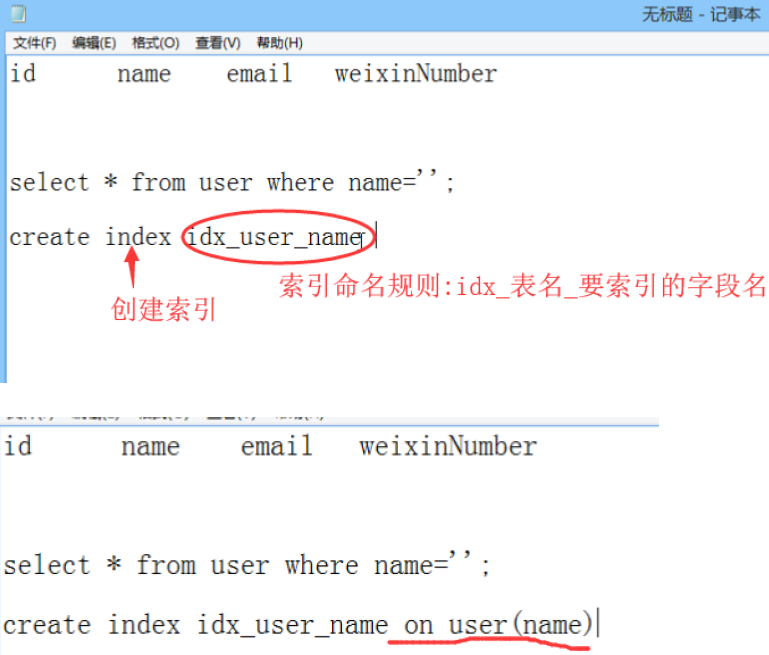 无标题 - 记事本
文件(F) 编辑(E) 格式(O) 查看(V) 帮助(H)
id name email weixinNumber
select * from user where name='';
create index idx_user_name
索引命名规则:idx_表名_要索引的字段名
创建索引
id name email weixinNumber
select * from user where name='';
create index idx_user_name on user(name)